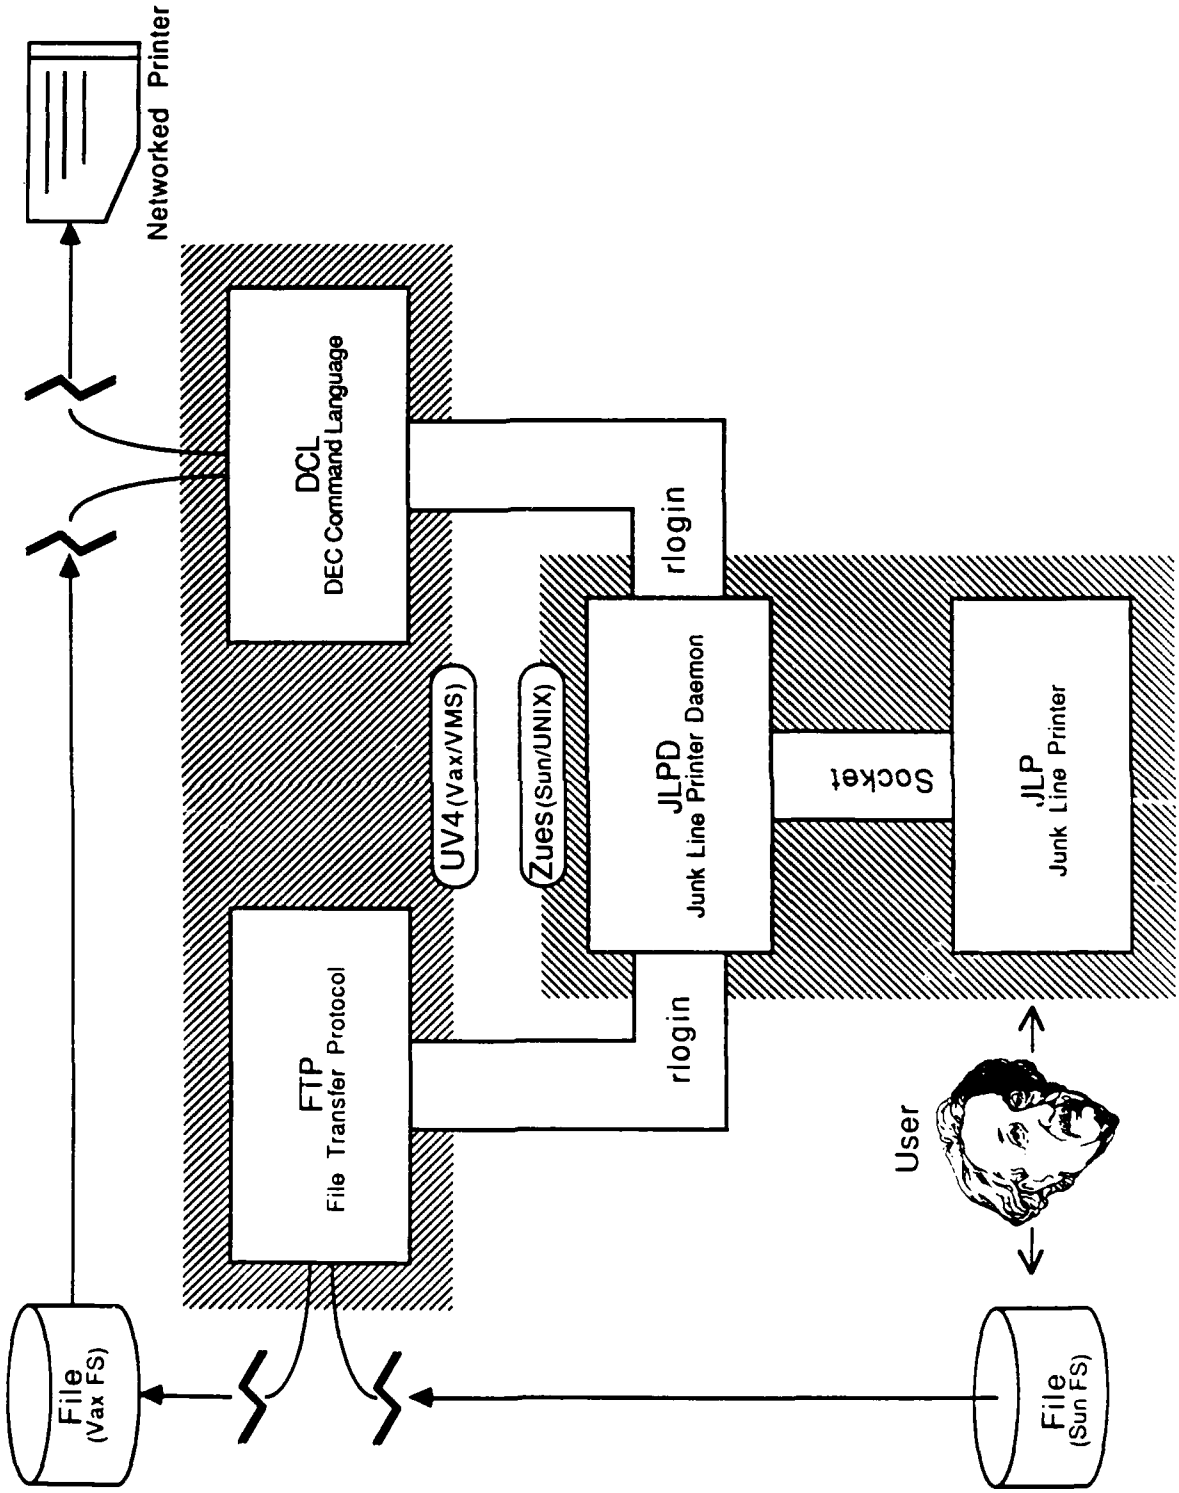 File
(Vax FS)
Networked Printer
FTP
File Transfer Protocol
DCL
DEC Command Language
UV4 (Vax/VMS)
Zues (Sun/UNIX)
rlogin
JLPD
Junk Line Printer Daemon
rlogin
Socket
User
File
(Sun FS)
JLP
Junk Line Printer